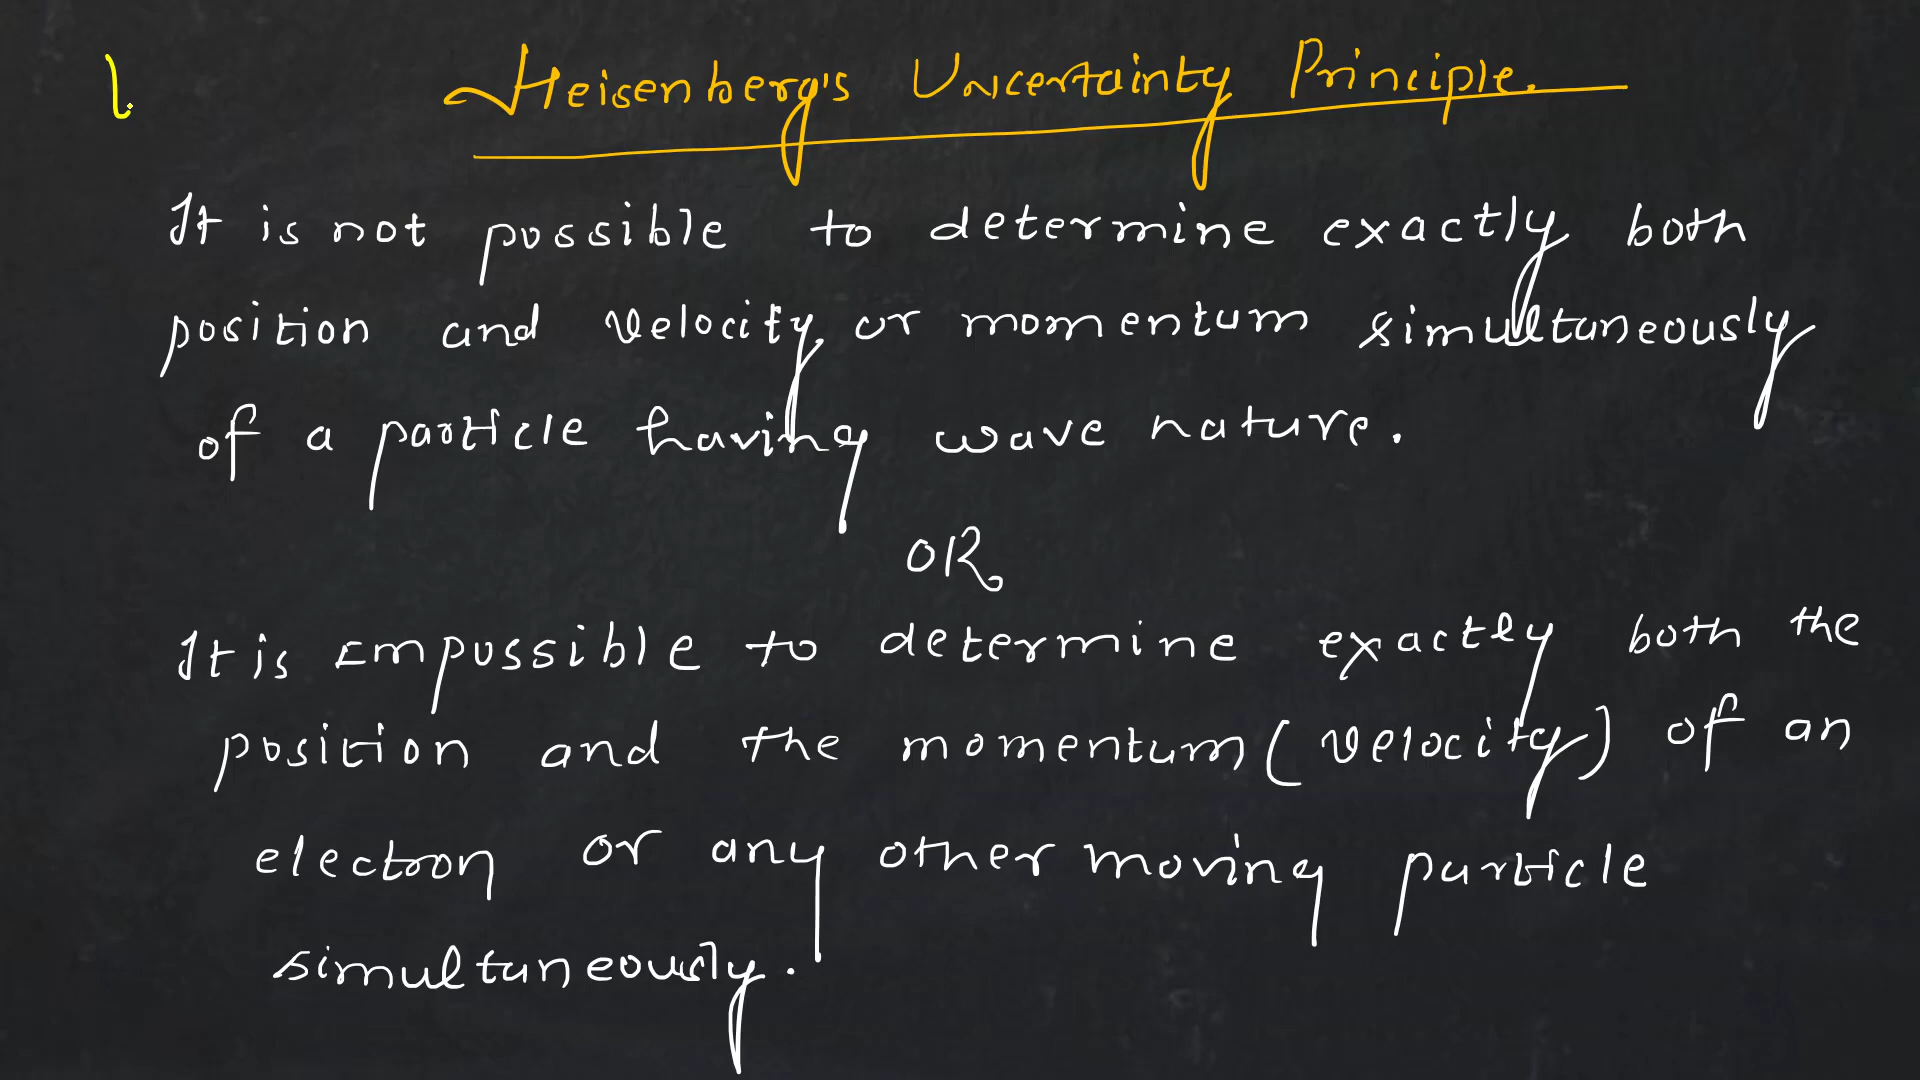 1. Heisenberg's Uncertainty Principle.
It is not possible to determine exactly both
position and velocity or momentum simultaneously
of a particle having wave nature.
OR
It is impossible to determine exactly both the
position and the momentum (velocity) of an
electron or any other moving particle
simultaneously.